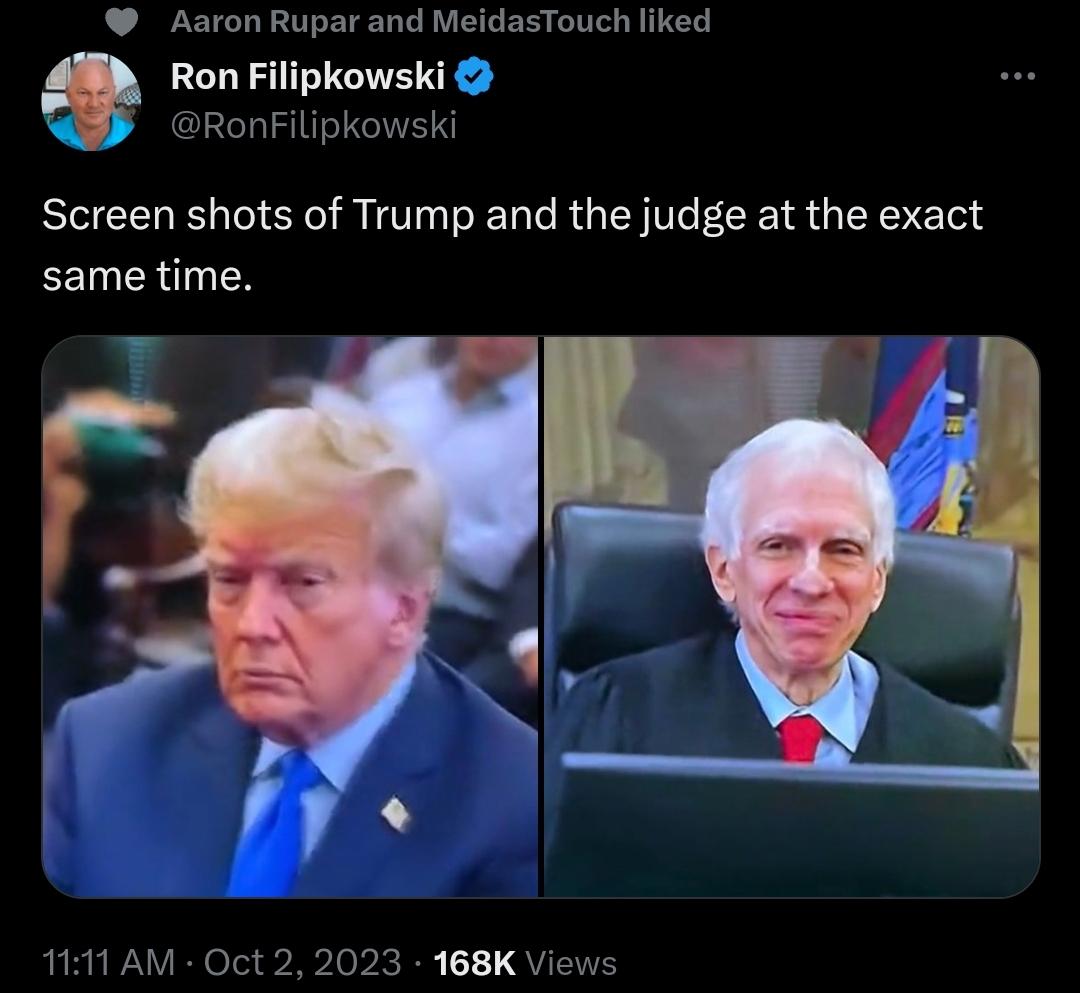 Aaron Rupar and MeidasTouch liked
Ron Filipkowski
@RonFilipkowski
Screen shots of Trump and the judge at the exact
same time.
11:11 AM · Oct 2, 2023 · 168K Views